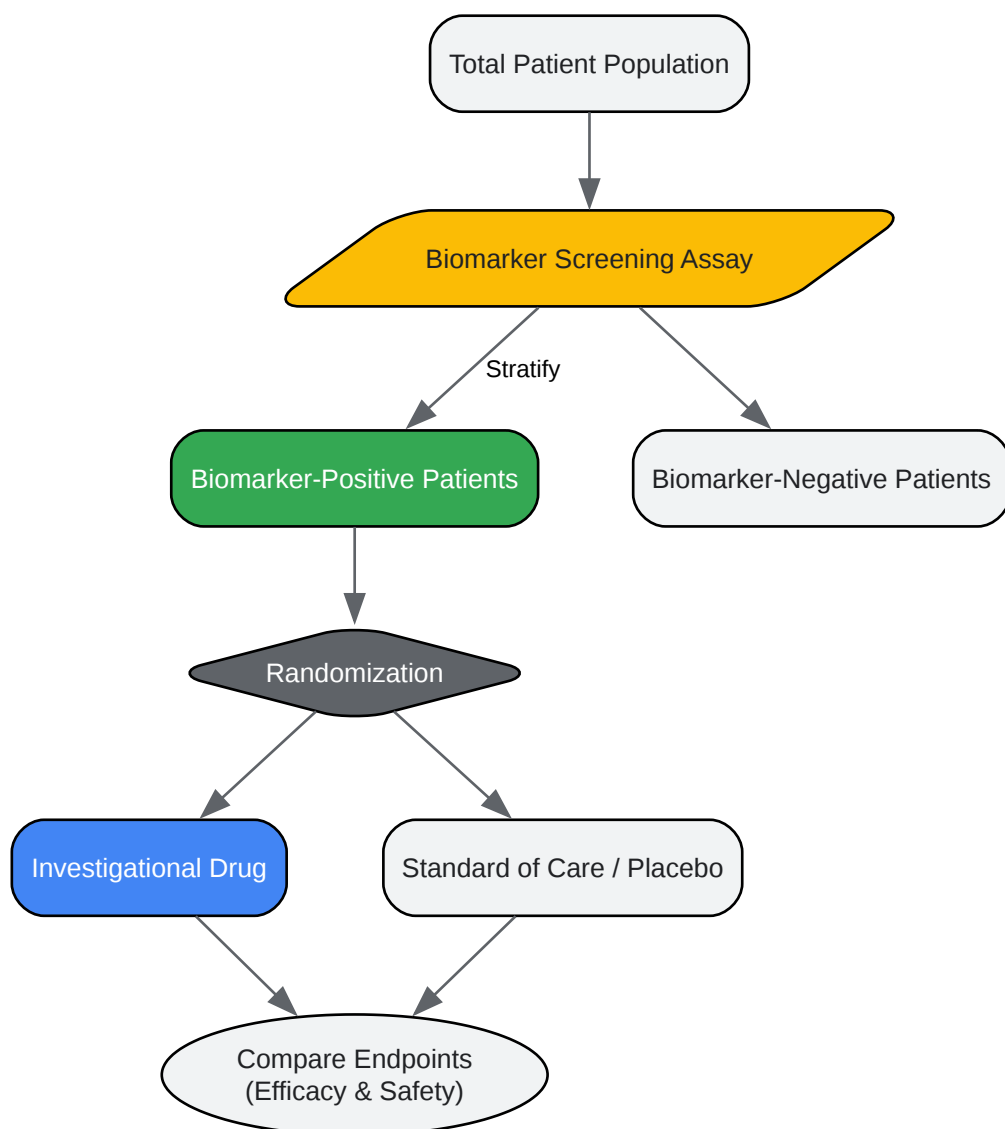 Total Patient Population
Biomarker Screening Assay
Stratify
Biomarker-Positive Patients
Biomarker-Negative Patients
Randomization
Investigational Drug
Standard of Care / Placebo
Compare Endpoints
(Efficacy & Safety)